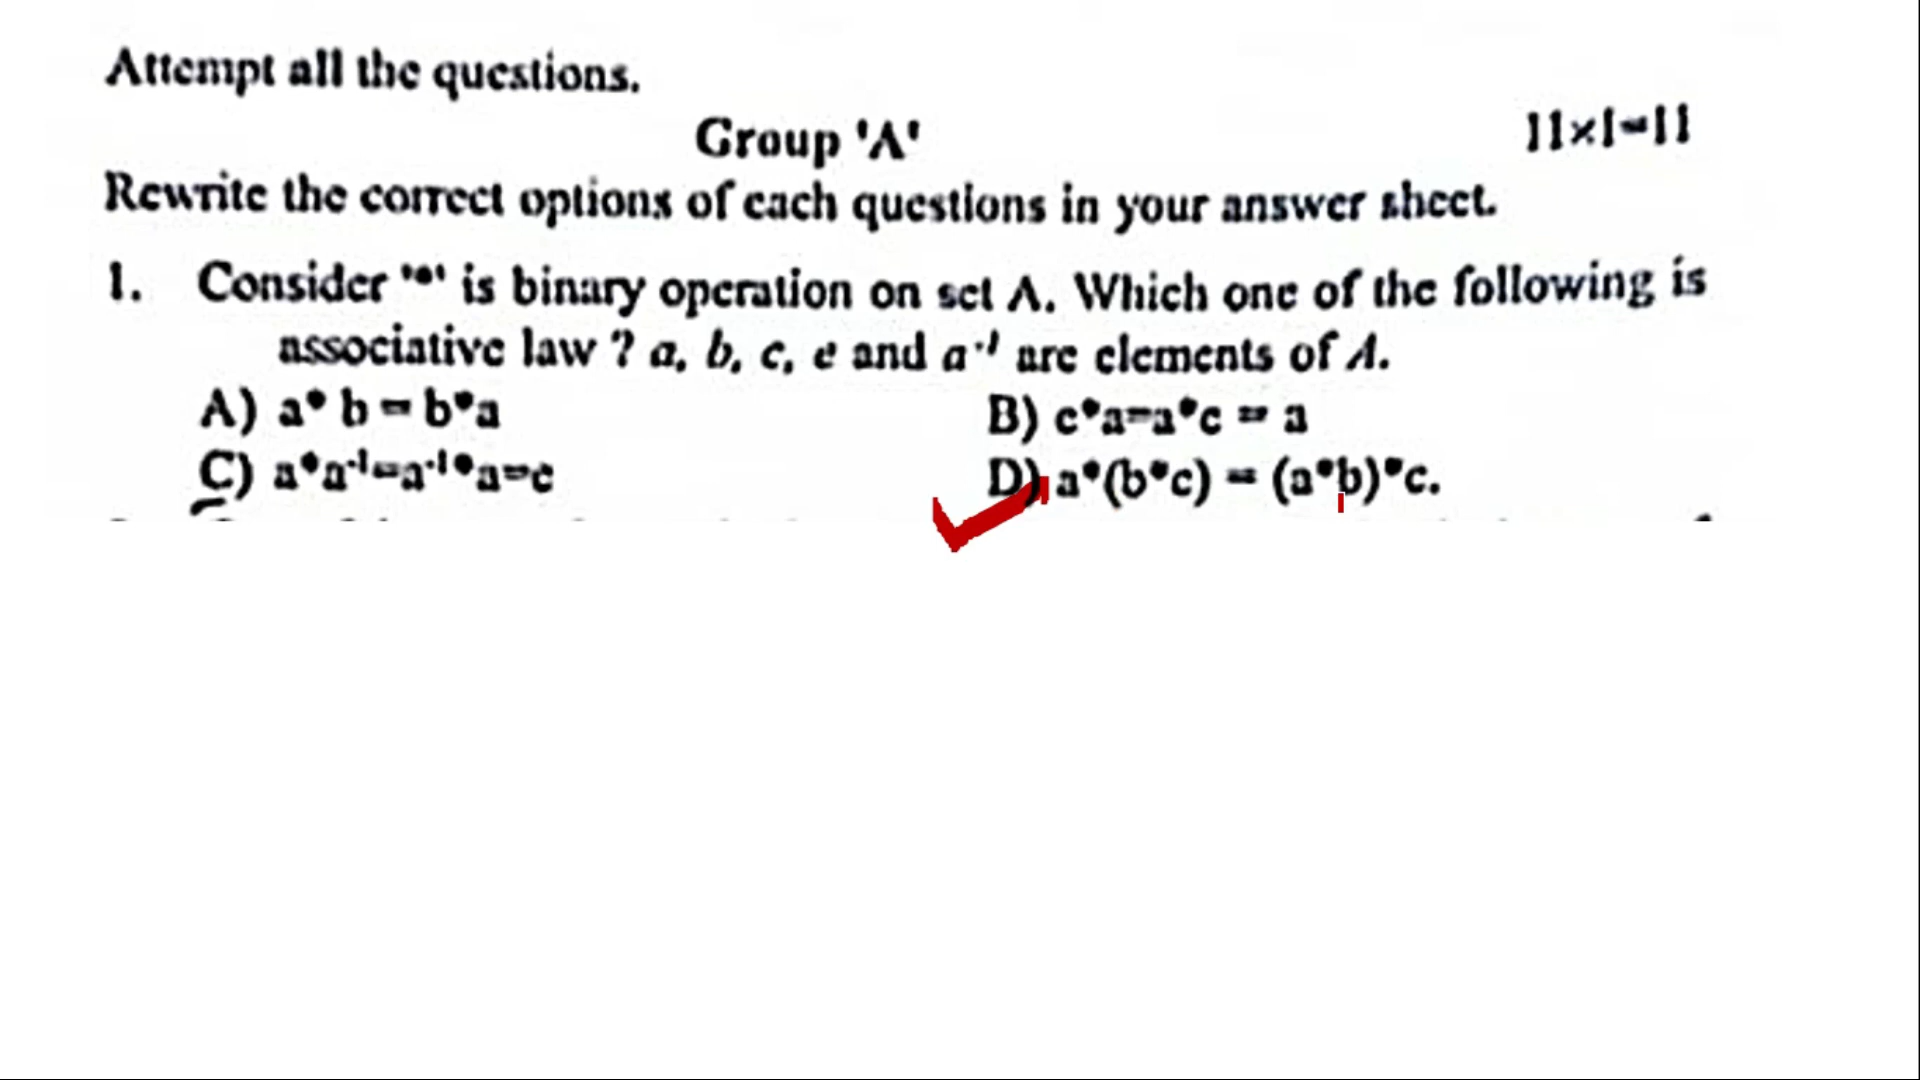 Attempt all the questions.
Group 'A'
11×1=11
Rewrite the correct options of each questions in your answer sheet.
1. Consider '*' is binary operation on set A. Which one of the following is
associative law ? a, b, c, e and a⁻¹ are elements of A.
A) a* b = b*a
B) e*a=a*e = a
C) a*a⁻¹=a⁻¹*a=e
D) a*(b*c) = (a*b)*c.